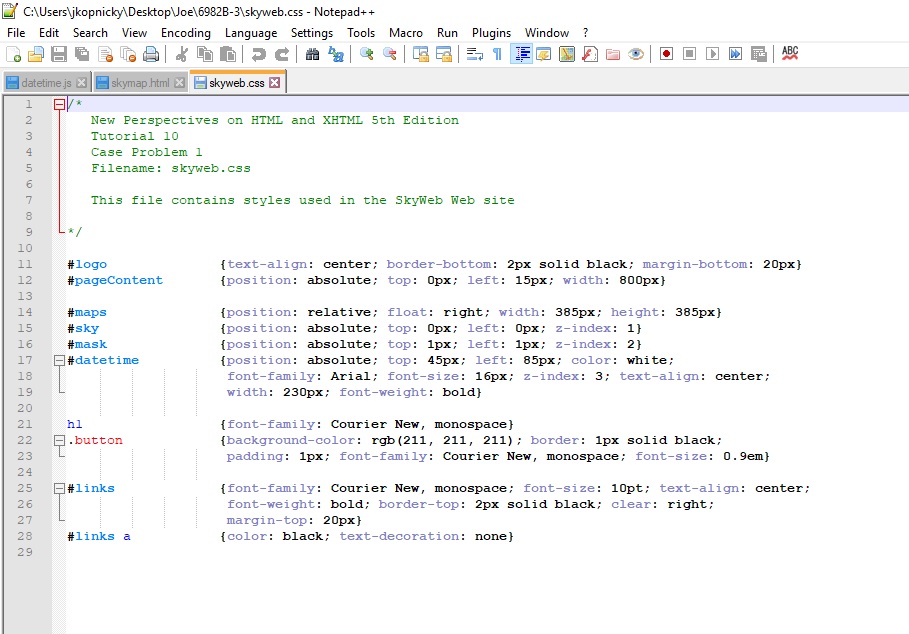 C:\Users\jkopnicky\Desktop\Joe\6982B-3\skyweb.css - Notepad++
File Edit Search View Encoding Language Settings Tools Macro Run Plugins Window ?
ABC
datetime.js skymap.html skyweb.css
1 /*
2 New Perspectives on HTML and XHTML 5th Edition
3 Tutorial 10
4 Case Problem 1
5 Filename: skyweb.css
6
7 This file contains styles used in the SkyWeb Web site
8
9 */
10
11 #logo {text-align: center; border-bottom: 2px solid black; margin-bottom: 20px}
12 #pageContent {position: absolute; top: 0px; left: 15px; width: 800px}
13
14 #maps {position: relative; float: right; width: 385px; height: 385px}
15 #sky {position: absolute; top: 0px; left: 0px; z-index: 1}
16 #mask {position: absolute; top: 1px; left: 1px; z-index: 2}
17 #datetime {position: absolute; top: 45px; left: 85px; color: white;
18 font-family: Arial; font-size: 16px; z-index: 3; text-align: center;
19 width: 230px; font-weight: bold}
20
21 h1 {font-family: Courier New, monospace}
22 .button {background-color: rgb(211, 211, 211); border: 1px solid black;
23 padding: 1px; font-family: Courier New, monospace; font-size: 0.9em}
24
25 #links {font-family: Courier New, monospace; font-size: 10pt; text-align: center;
26 font-weight: bold; border-top: 2px solid black; clear: right;
27 margin-top: 20px}
28 #links a {color: black; text-decoration: none}
29